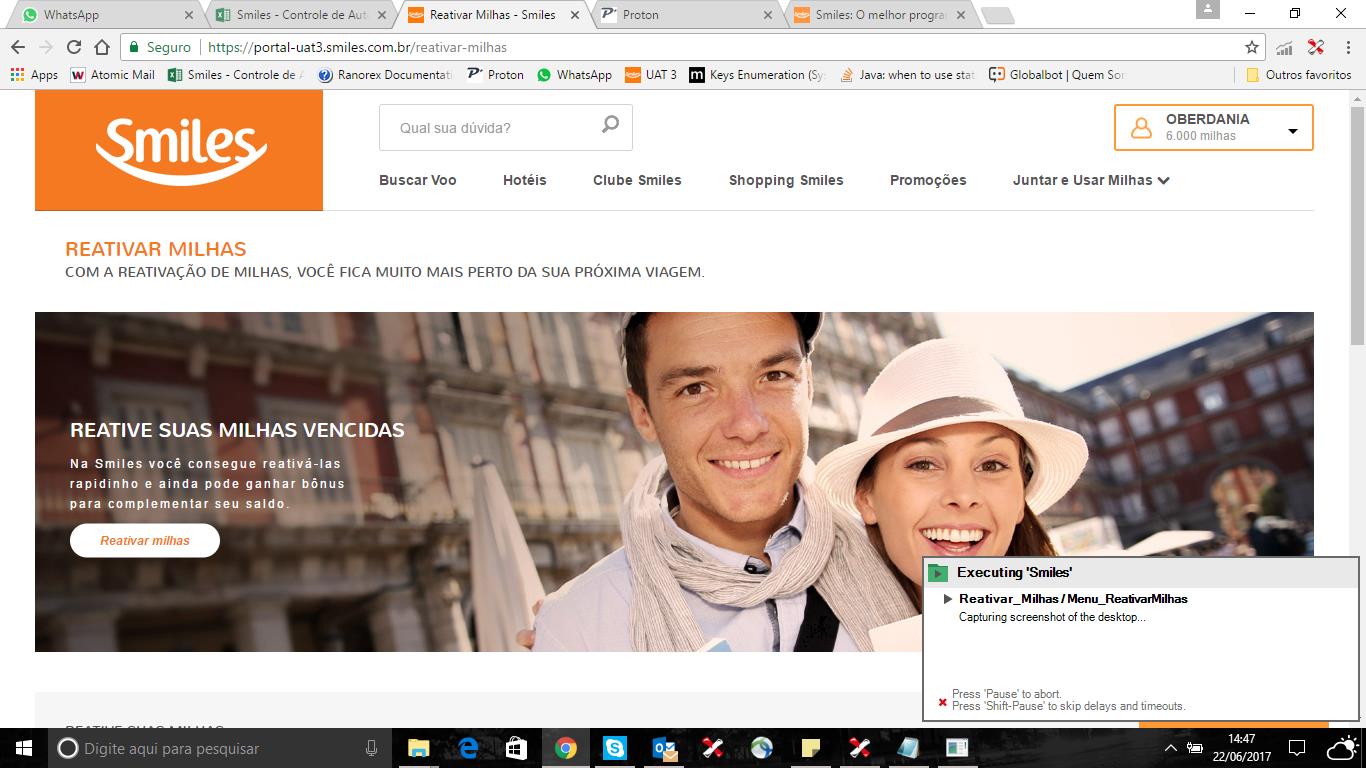 WhatsApp
Smiles - Controle de Aut
Reativar Milhas - Smiles
Proton
Smiles: O melhor progra
Seguro
https://portal-uat3.smiles.com.br/reativar-milhas
Apps
Atomic Mail
Smiles - Controle de A
Ranorex Documentati
Proton
WhatsApp
UAT 3
Keys Enumeration (Sy
Java: when to use stat
Globalbot | Quem So
Outros favoritos
Smiles
Qual sua dúvida?
OBERDANIA
6.000 milhas
Buscar Voo
Hotéis
Clube Smiles
Shopping Smiles
Promoções
Juntar e Usar Milhas
REATIVAR MILHAS
COM A REATIVAÇÃO DE MILHAS, VOCÊ FICA MUITO MAIS PERTO DA SUA PRÓXIMA VIAGEM.
REATIVE SUAS MILHAS VENCIDAS
Na Smiles você consegue reativá-las
rapidinho e ainda pode ganhar bônus
para complementar seu saldo.
Reativar milhas
Executing 'Smiles'
Reativar_Milhas / Menu_ReativarMilhas
Capturing screenshot of the desktop...
Press 'Pause' to abort.
Press 'Shift-Pause' to skip delays and timeouts.
REATIVE SUAS MILHAS
Digite aqui para pesquisar
14:47
22/06/2017